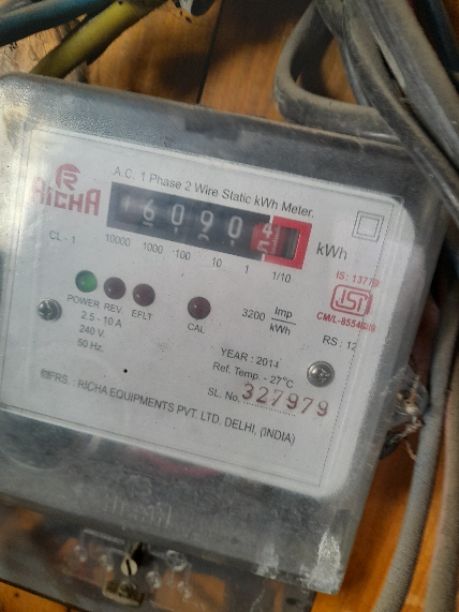 RICHA
A.C. 1 Phase 2 Wire Static kWh Meter.
6090
kWh
CL - 1
10000 1000 100 10 1 1/10
POWER REV. EFLT
CAL
3200 Imp/kWh
IS : 13779
ISI
2.5 - 10 A
240 V.
50 Hz.
YEAR : 2014
Ref. Temp. - 27°C
RS : 12
SL. No. 327979
MFRS. : RICHA EQUIPMENTS PVT. LTD. DELHI, (INDIA)